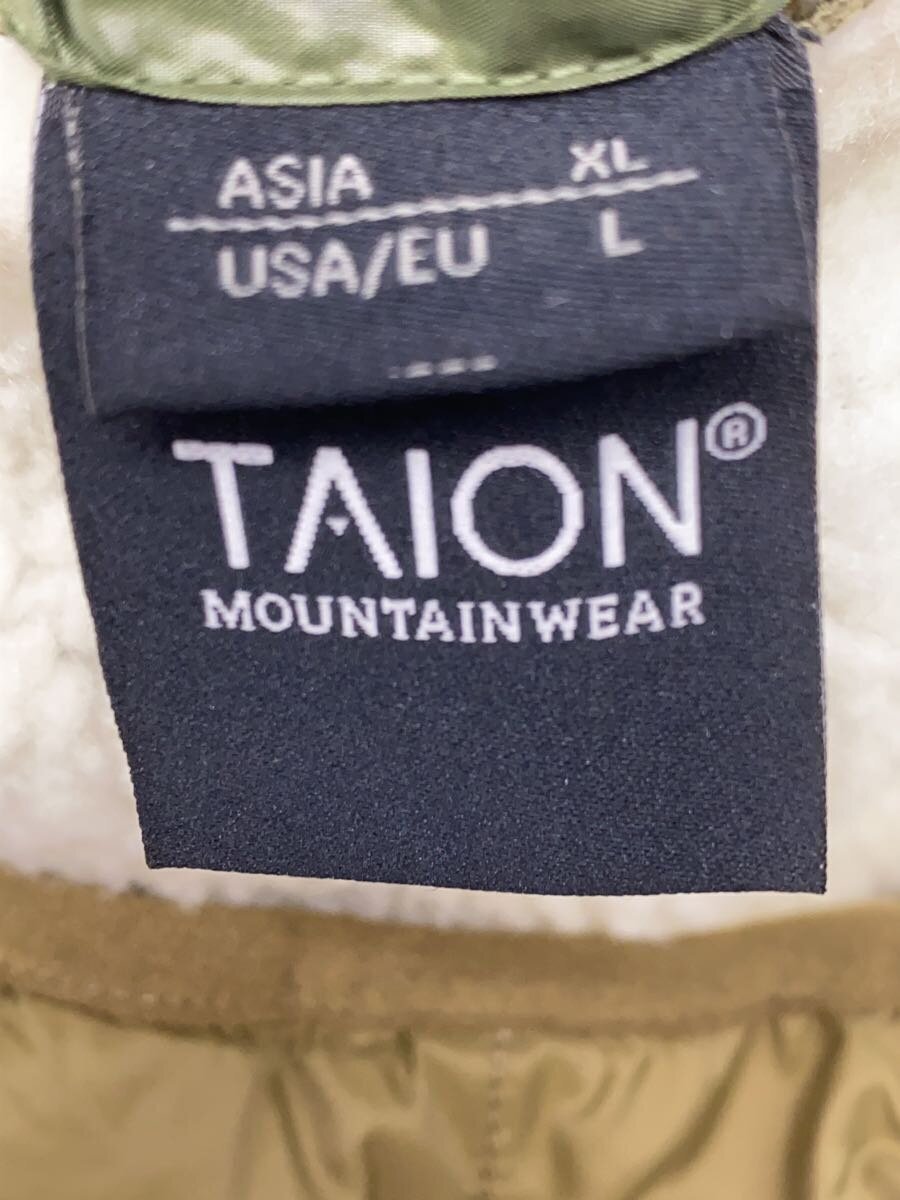 ASIA XL
USA/EU L
TAION®
MOUNTAINWEAR